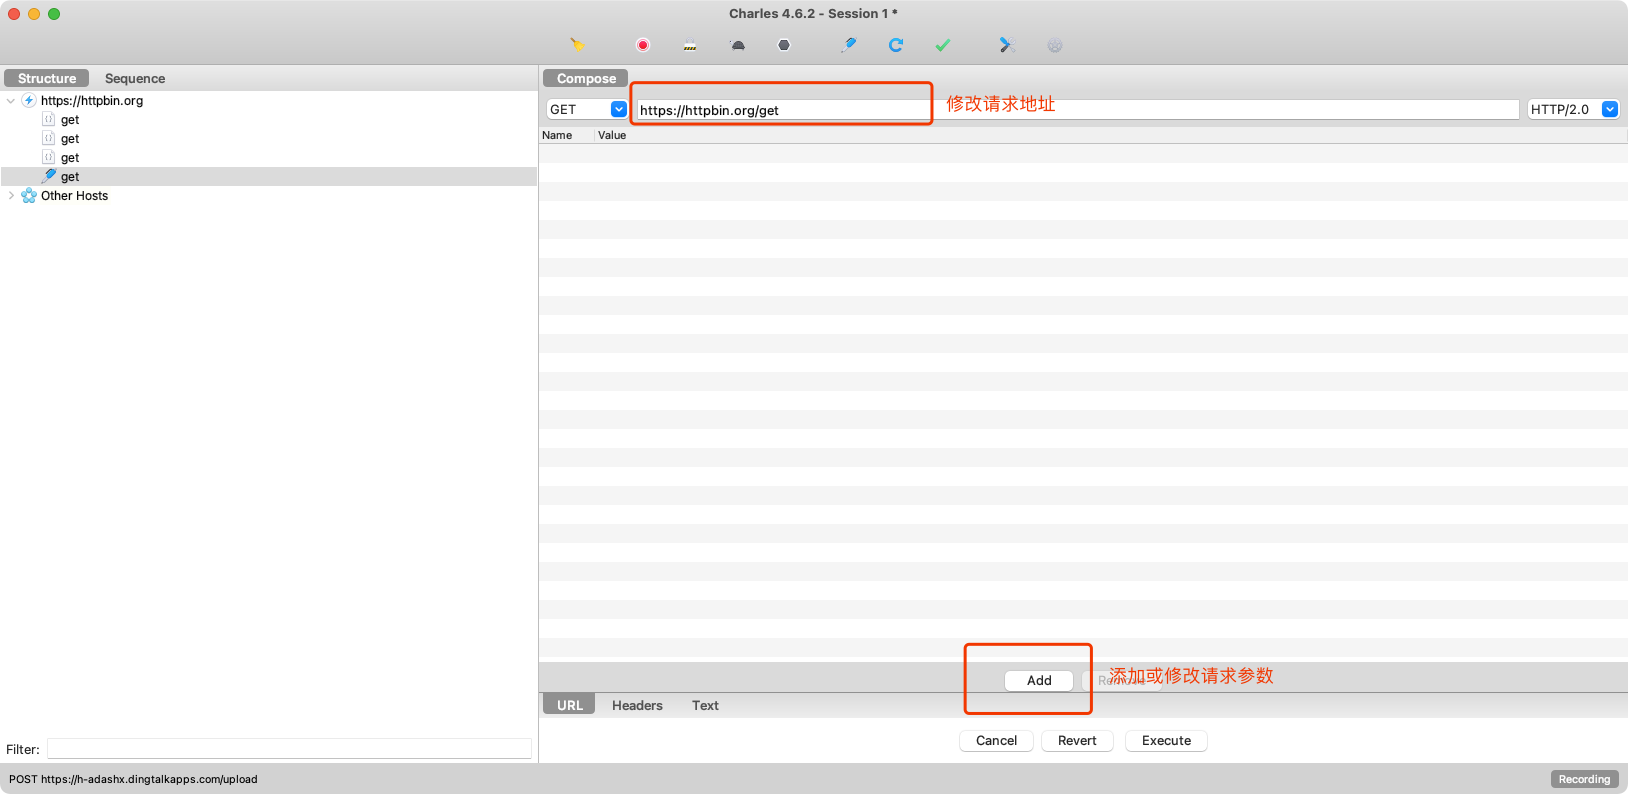 Charles 4.6.2 - Session 1 *
Structure
Sequence
https://httpbin.org
get
get
get
get
Other Hosts
Filter:
Compose
GET
https://httpbin.org/get
修改请求地址
HTTP/2.0
Name
Value
Add
Remove
添加或修改请求参数
URL
Headers
Text
Cancel
Revert
Execute
POST https://h-adashx.dingtalkapps.com/upload
Recording